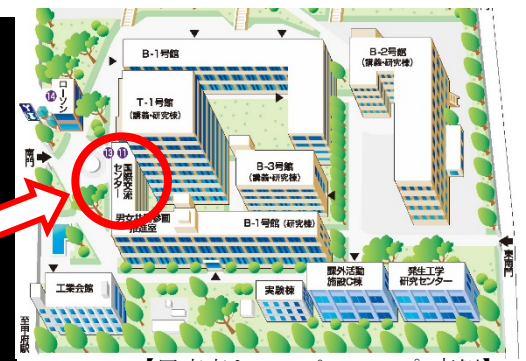 B-1号館
B-2号館
(講義・研究棟)
⑭
ローソン
T-1号館
(講義・研究棟)
南門
⑬ ⑪
国際交流
センター
B-3号館
(講義・研究棟)
男女共同参画
推進室
B-1号館 (研究棟)
東南門
工業会館
実験棟
課外活動
施設C棟
発生工学
研究センター
至甲府駅